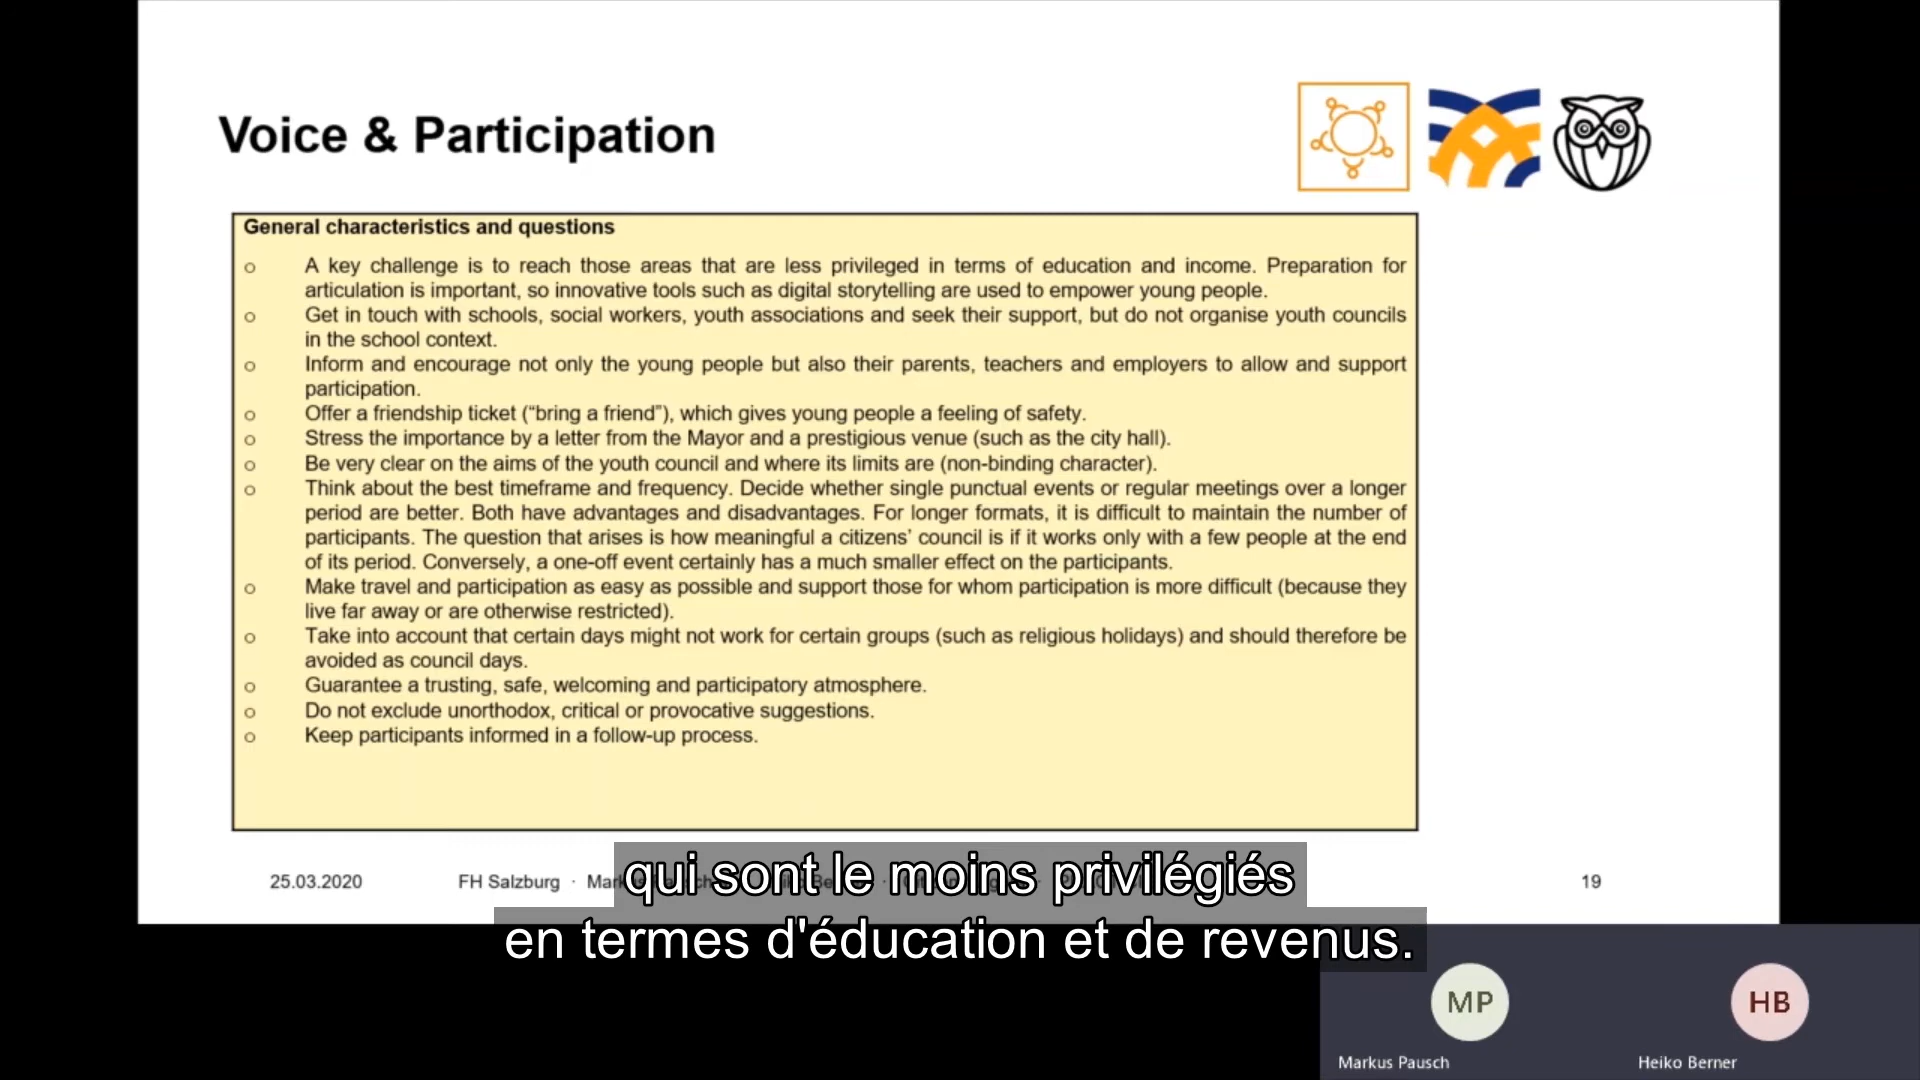 Voice & Participation
General characteristics and questions
o A key challenge is to reach those areas that are less privileged in terms of education and income. Preparation for
articulation is important, so innovative tools such as digital storytelling are used to empower young people.
o Get in touch with schools, social workers, youth associations and seek their support, but do not organise youth councils
in the school context.
o Inform and encourage not only the young people but also their parents, teachers and employers to allow and support
participation.
o Offer a friendship ticket (“bring a friend”), which gives young people a feeling of safety.
o Stress the importance by a letter from the Mayor and a prestigious venue (such as the city hall).
o Be very clear on the aims of the youth council and where its limits are (non-binding character).
o Think about the best timeframe and frequency. Decide whether single punctual events or regular meetings over a longer
period are better. Both have advantages and disadvantages. For longer formats, it is difficult to maintain the number of
participants. The question that arises is how meaningful a citizens’ council is if it works only with a few people at the end
of its period. Conversely, a one-off event certainly has a much smaller effect on the participants.
o Make travel and participation as easy as possible and support those for whom participation is more difficult (because they
live far away or are otherwise restricted).
o Take into account that certain days might not work for certain groups (such as religious holidays) and should therefore be
avoided as council days.
o Guarantee a trusting, safe, welcoming and participatory atmosphere.
o Do not exclude unorthodox, critical or provocative suggestions.
o Keep participants informed in a follow-up process.
25.03.2020 FH Salzburg · 19
qui sont le moins privilégiés
en termes d'éducation et de revenus.
MP HB
Markus Pausch Heiko Berner